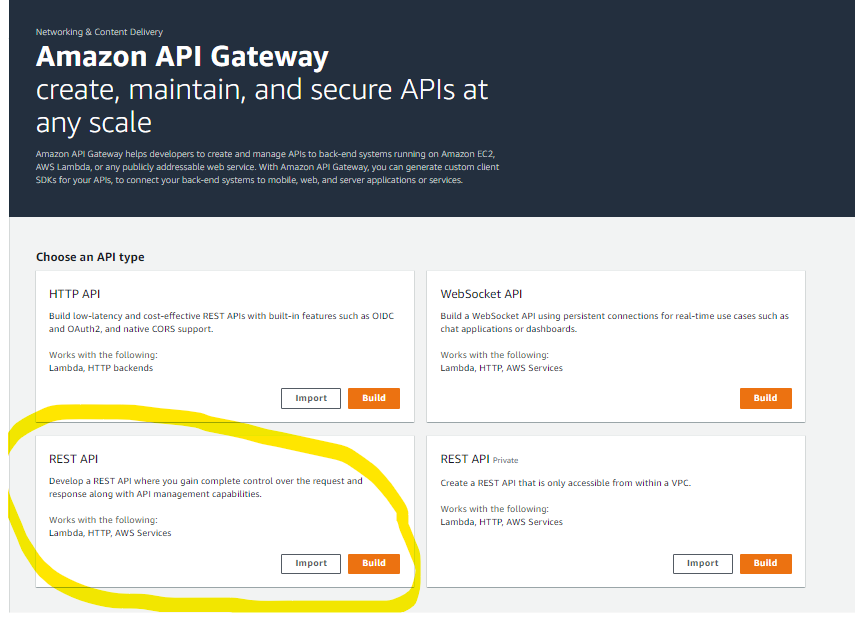 Networking & Content Delivery
Amazon API Gateway
create, maintain, and secure APIs at
any scale
Amazon API Gateway helps developers to create and manage APIs to back-end systems running on Amazon EC2,
AWS Lambda, or any publicly addressable web service. With Amazon API Gateway, you can generate custom client
SDKs for your APIs, to connect your back-end systems to mobile, web, and server applications or services.
Choose an API type
HTTP API
Build low-latency and cost-effective REST APIs with built-in features such as OIDC
and OAuth2, and native CORS support.
Works with the following:
Lambda, HTTP backends
Import
Build
WebSocket API
Build a WebSocket API using persistent connections for real-time use cases such as
chat applications or dashboards.
Works with the following:
Lambda, HTTP, AWS Services
Build
REST API
Develop a REST API where you gain complete control over the request and
response along with API management capabilities.
Works with the following:
Lambda, HTTP, AWS Services
Import
Build
REST API Private
Create a REST API that is only accessible from within a VPC.
Works with the following:
Lambda, HTTP, AWS Services
Import
Build